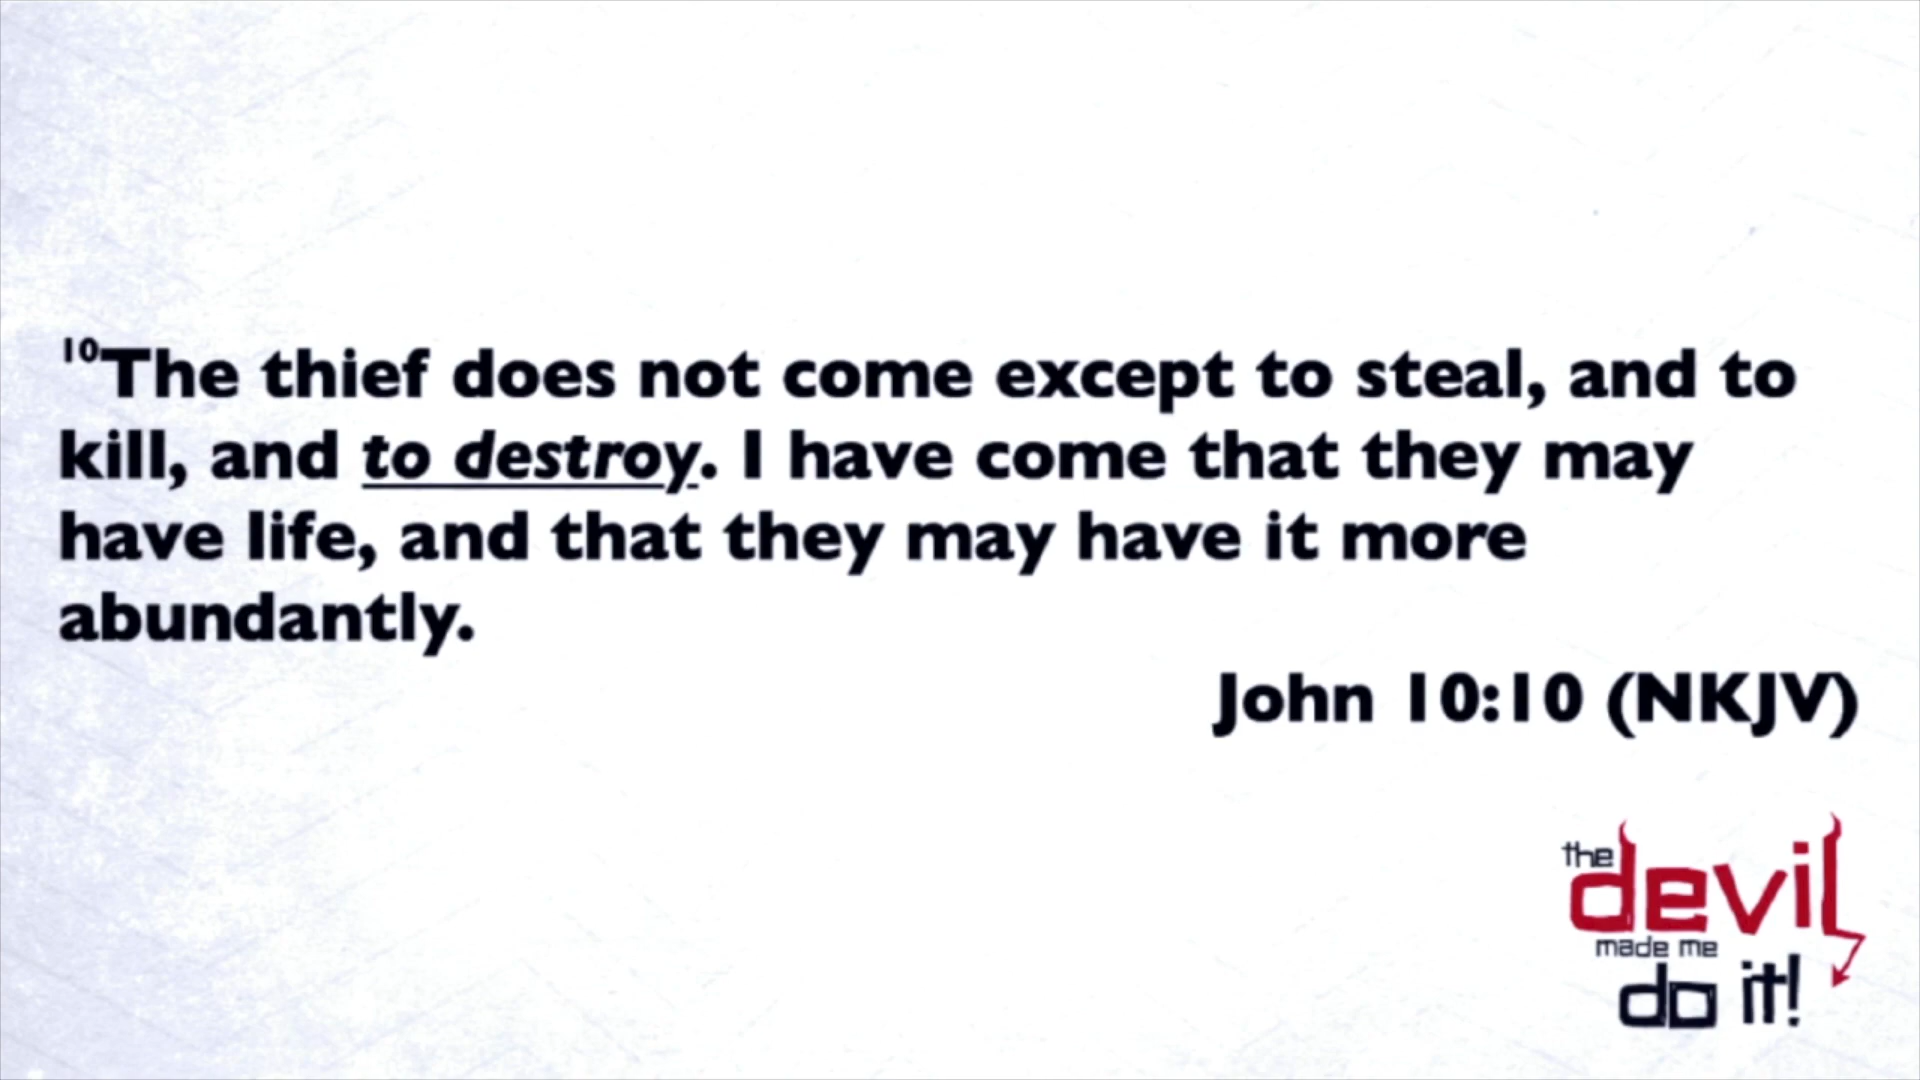 10The thief does not come except to steal, and to
kill, and to destroy. I have come that they may
have life, and that they may have it more
abundantly.
John 10:10 (NKJV)
the
devil
made me
do it!